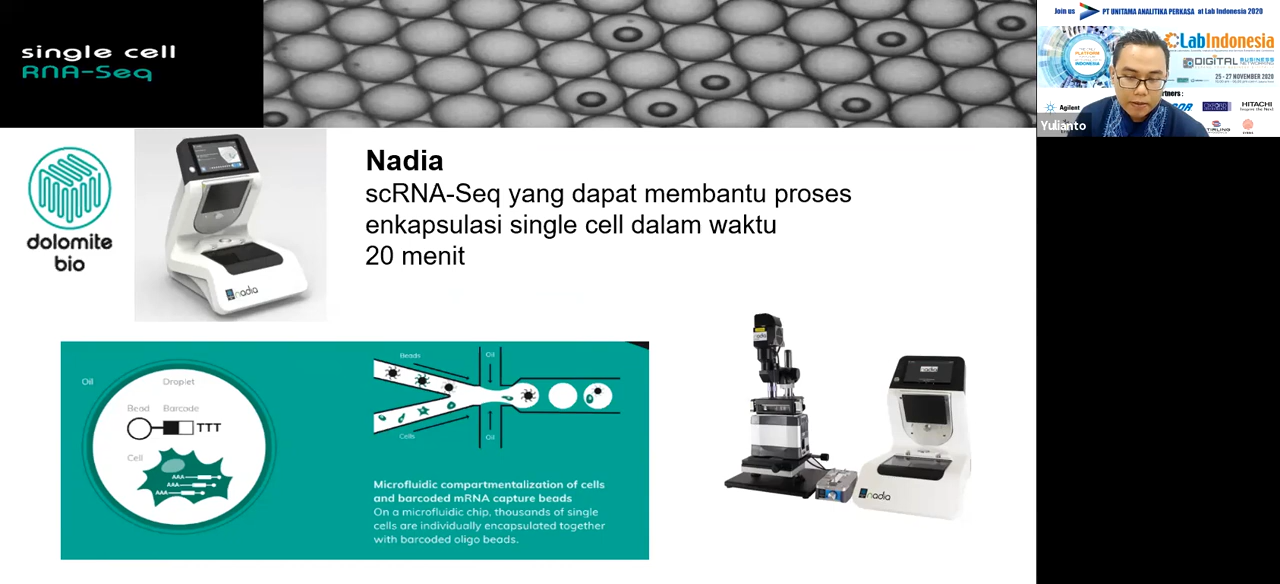 single cell
RNA-Seq
dolomite
bio
nadia
Nadia
scRNA-Seq yang dapat membantu proses
enkapsulasi single cell dalam waktu
20 menit
Oil
Droplet
Bead
Barcode
TTT
Cell
AAA
AAA
AAA
Beads
Oil
Cells
Oil
Microfluidic compartmentalization of cells
and barcoded mRNA capture beads
On a microfluidic chip, thousands of single
cells are individually encapsulated together
with barcoded oligo beads.
nadia
nadia
nadia
Join us
PT UNITAMA ANALITIKA PERKASA at Lab Indonesia 2020
LabIndonesia
DIGITAL BUSINESS
25 - 27 NOVEMBER 2020
Agilent
HITACHI
Yulianto